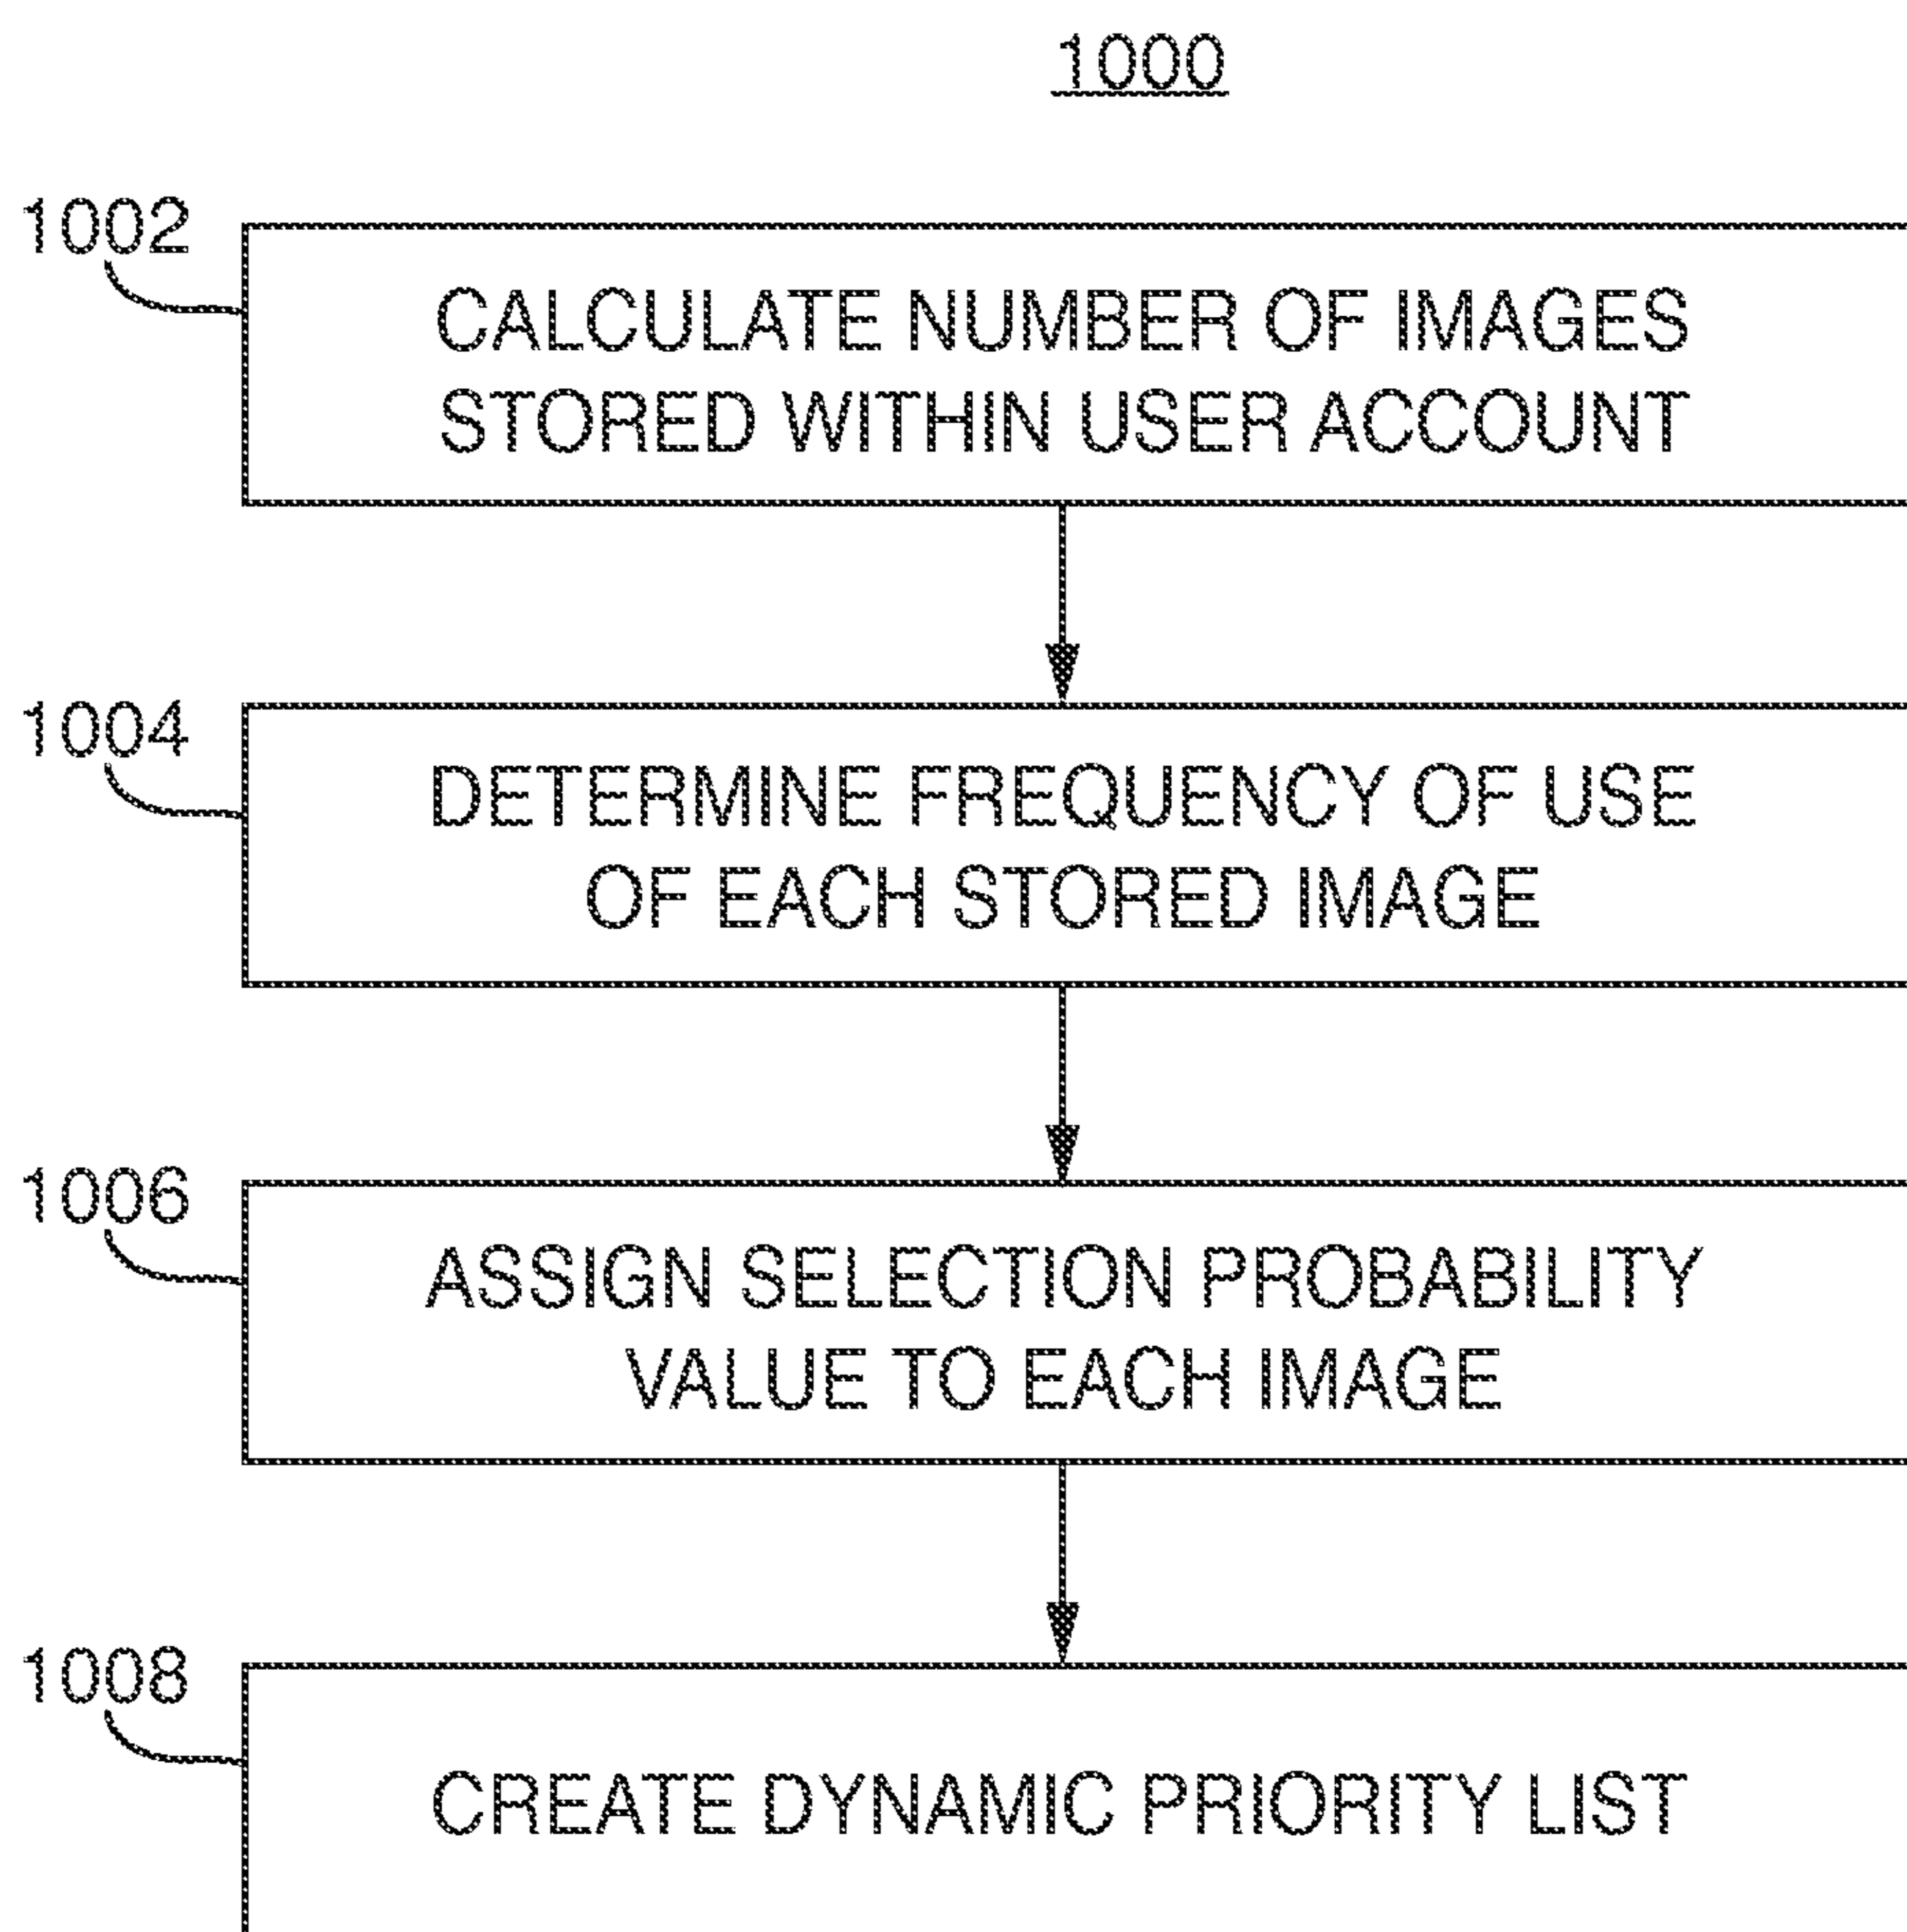 1000
1002
CALCULATE NUMBER OF IMAGES
STORED WITHIN USER ACCOUNT
1004
DETERMINE FREQUENCY OF USE
OF EACH STORED IMAGE
1006
ASSIGN SELECTION PROBABILITY
VALUE TO EACH IMAGE
1008
CREATE DYNAMIC PRIORITY LIST